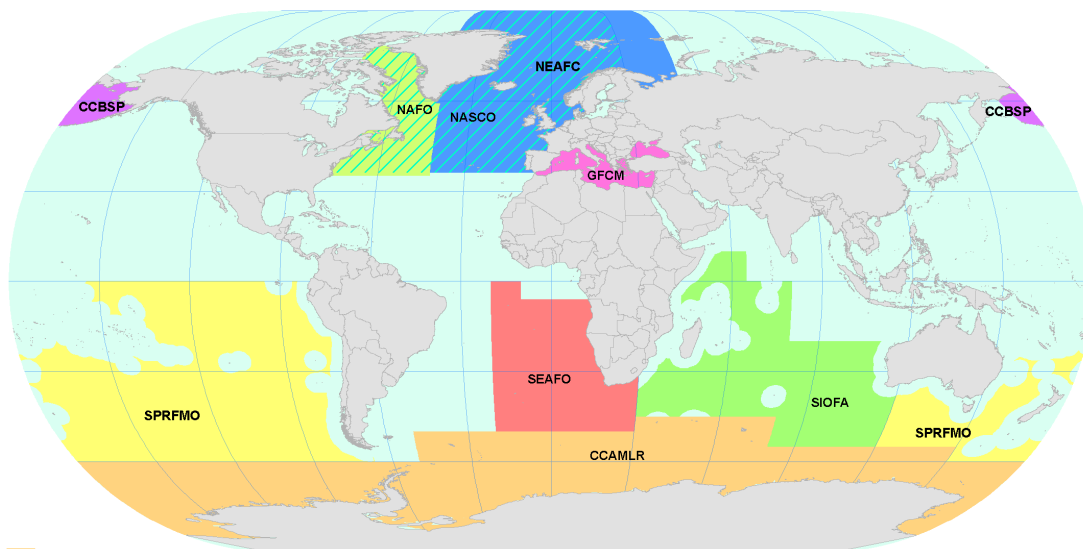 NEAFC
CCBSP
NAFO
NASCO
CCBSP
GFCM
SEAFO
SIOFA
SPRFMO
SPRFMO
CCAMLR